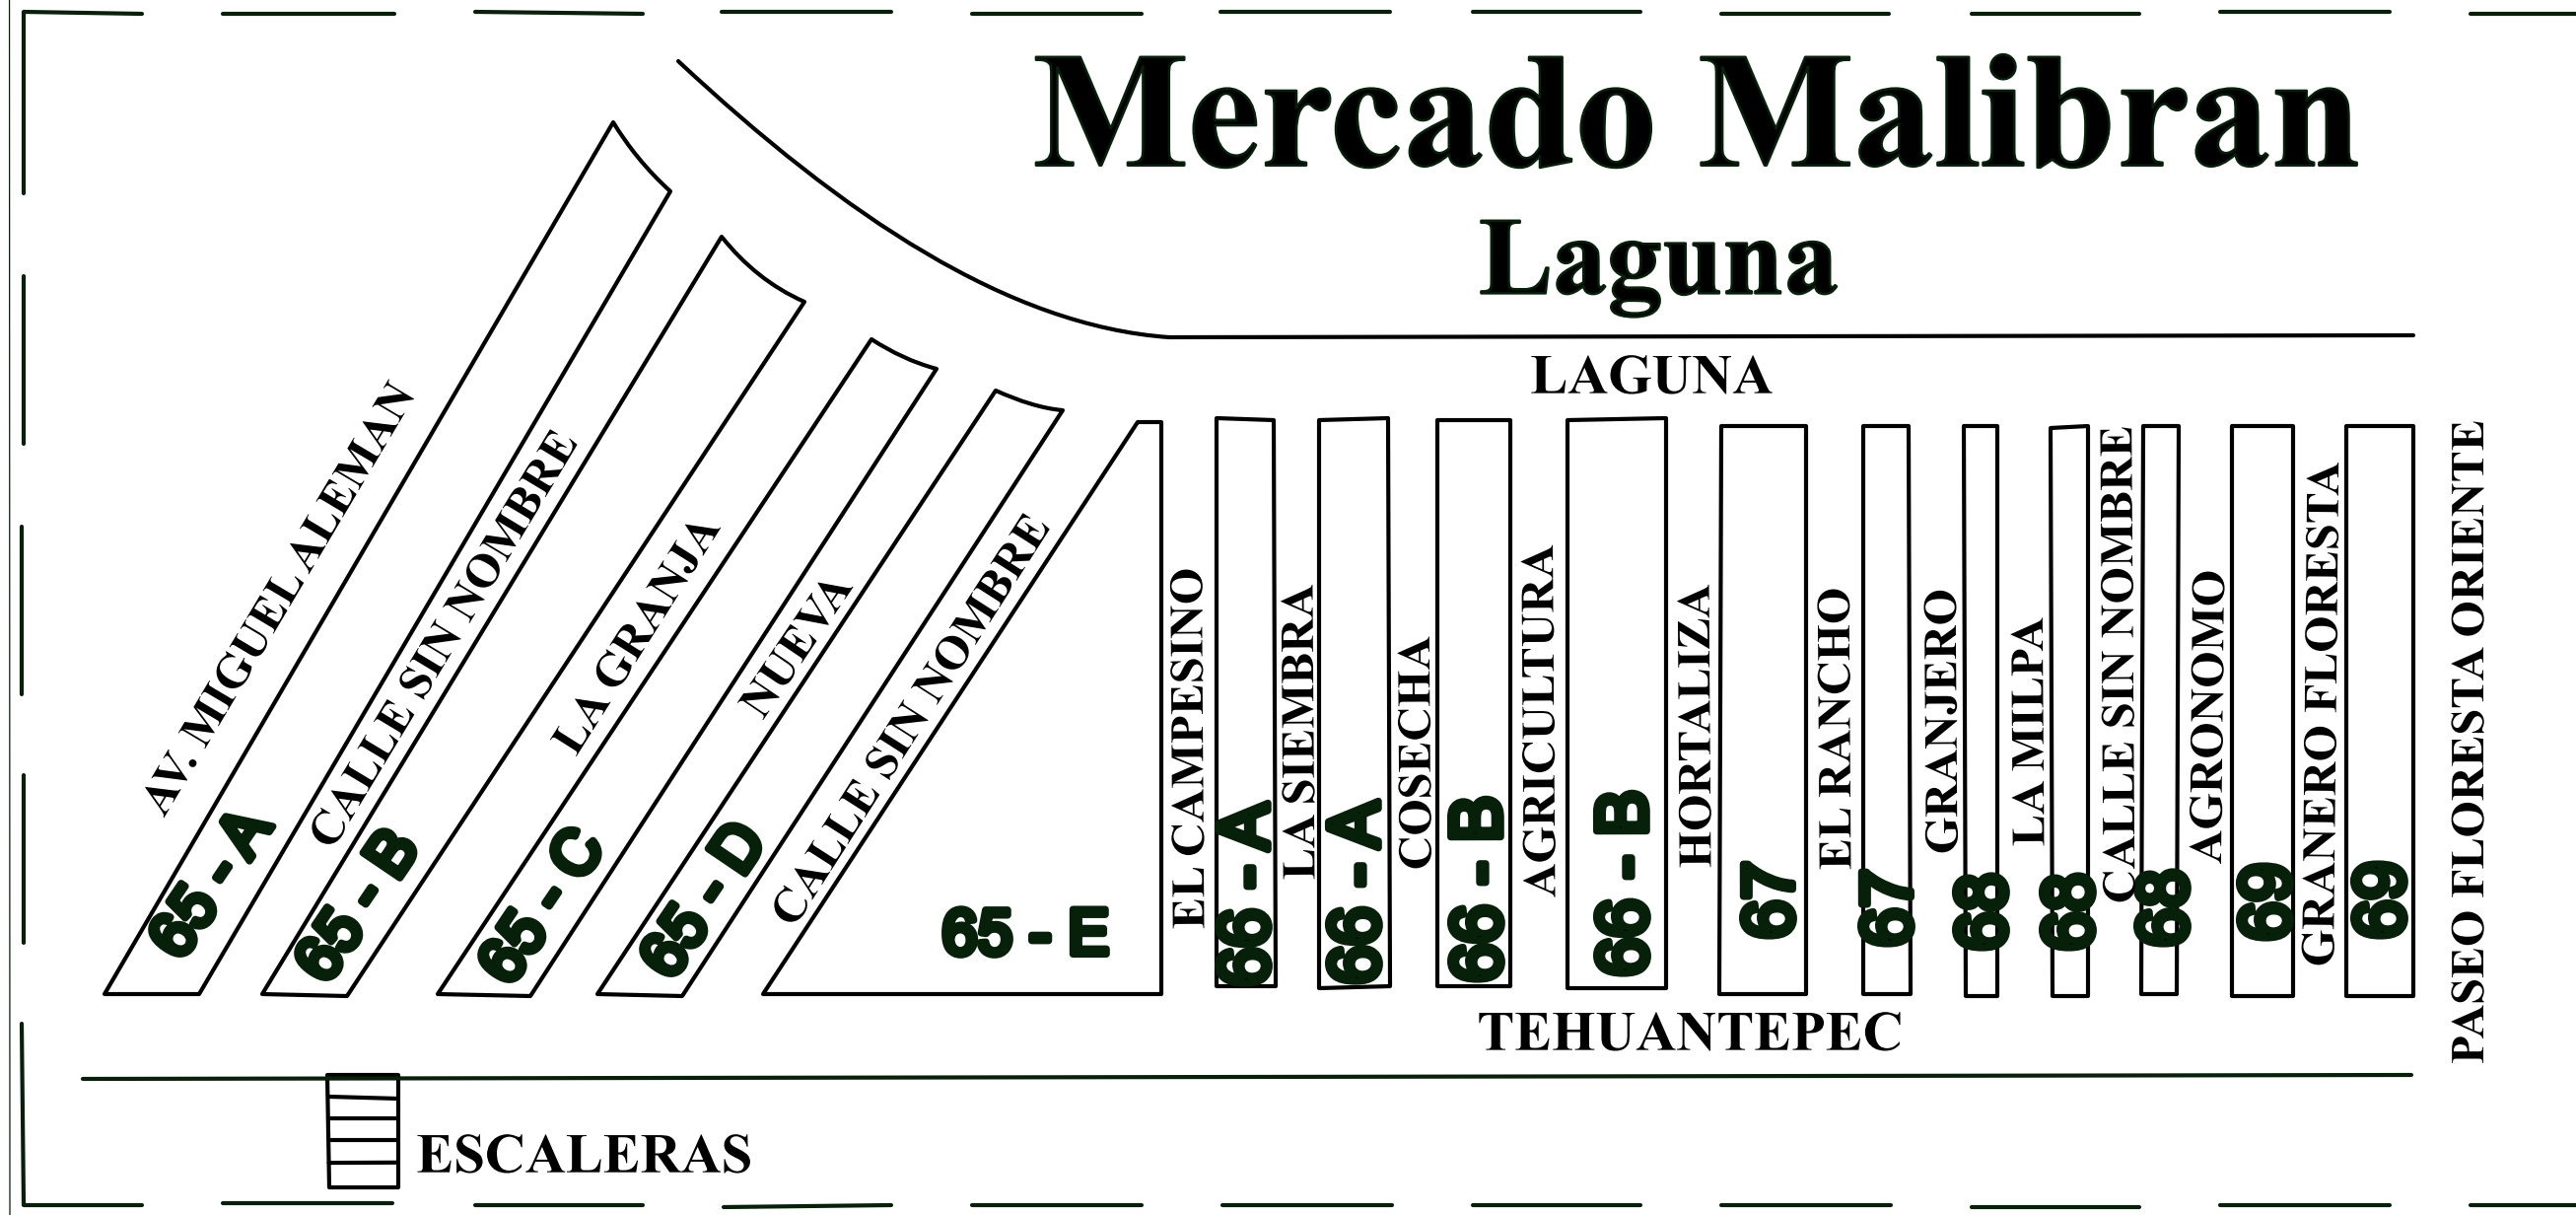 Mercado Malibran
Laguna
LAGUNA
AV. MIGUEL ALEMAN
CALLE SIN NOMBRE
LA GRANJA
NUEVA
CALLE SIN NOMBRE
EL CAMPESINO
LA SIEMBRA
COSECHA
AGRICULTURA
HORTALIZA
EL RANCHO
GRANJERO
LA MILPA
CALLE SIN NOMBRE
AGRONOMO
GRANERO FLORESTA
PASEO FLORESTA ORIENTE
65 - A
65 - B
65 - C
65 - D
65 - E
66 - A
66 - A
66 - B
66 - B
67
67
68
68
68
69
69
TEHUANTEPEC
ESCALERAS